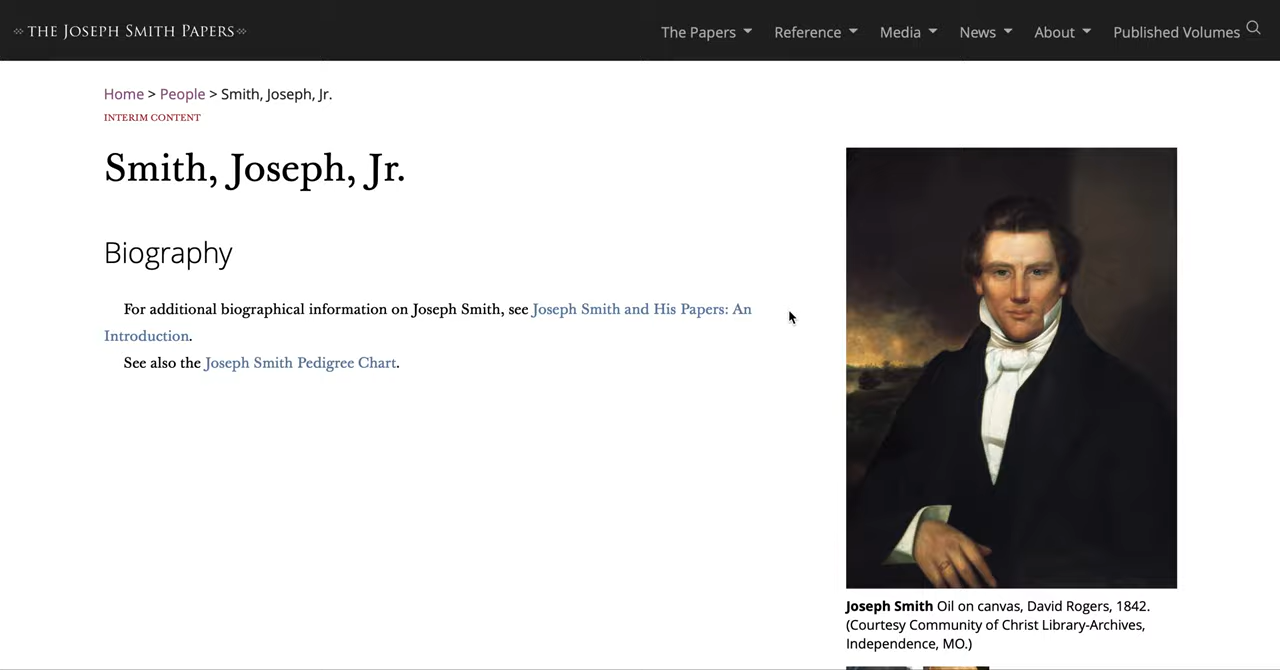 THE JOSEPH SMITH PAPERS
The Papers Reference Media News About Published Volumes
Home > People > Smith, Joseph, Jr.
INTERIM CONTENT
Smith, Joseph, Jr.
Biography
For additional biographical information on Joseph Smith, see Joseph Smith and His Papers: An
Introduction.
See also the Joseph Smith Pedigree Chart.
Joseph Smith Oil on canvas, David Rogers, 1842.
(Courtesy Community of Christ Library-Archives,
Independence, MO.)